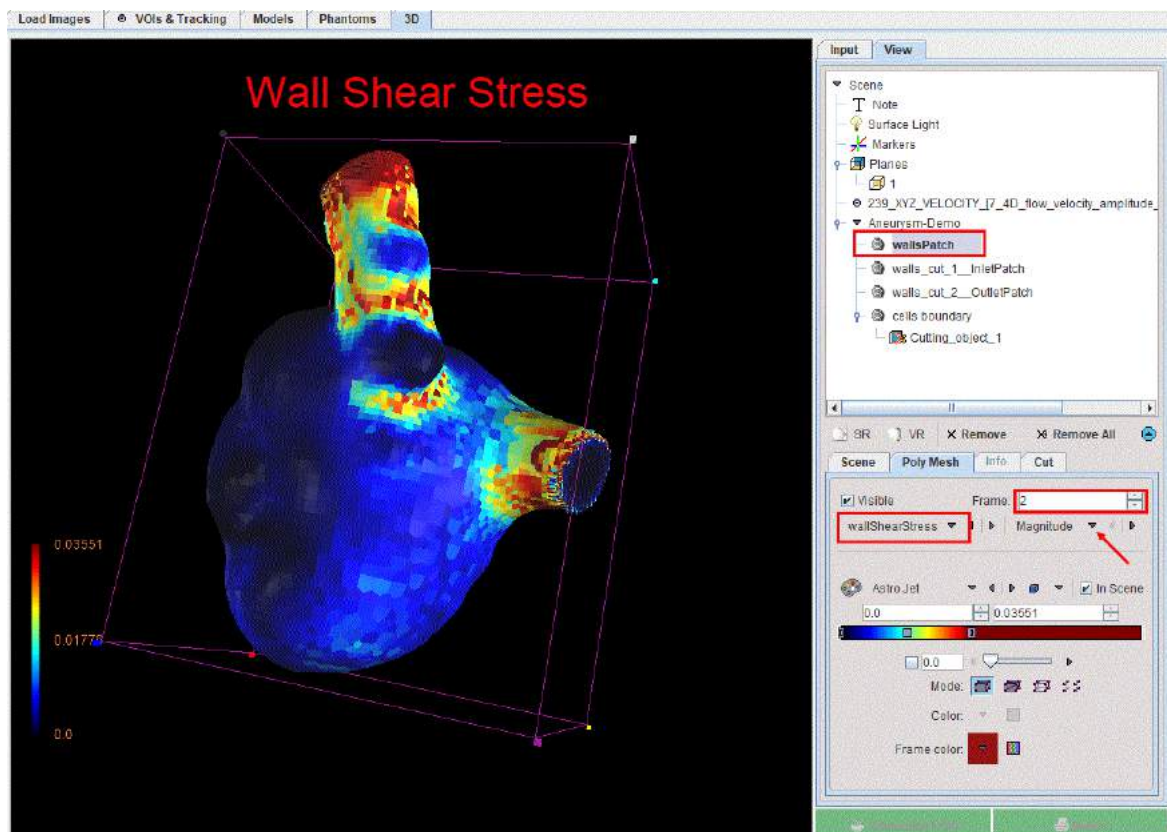 Load Images
VOIs & Tracking
Models
Phantoms
3D
Wall Shear Stress
0.03551
0.0
Input
View
Scene
Note
Surface Light
Markers
Planes
1
239_XYZ_VELOCITY_[7_4D_flow_velocity_amplitude_
Aneurysm-Demo
wallsPatch
walls_cut_1__InletPatch
walls_cut_2__OutletPatch
cells boundary
Cutting_object_1
SR VR Remove Remove All
Scene
Poly Mesh
Info
Cut
Visible Frame: 2
wallShearStress Magnitude
Astro Jet In Scene
0.0 0.03551
0.0
Mode:
Color:
Frame color: